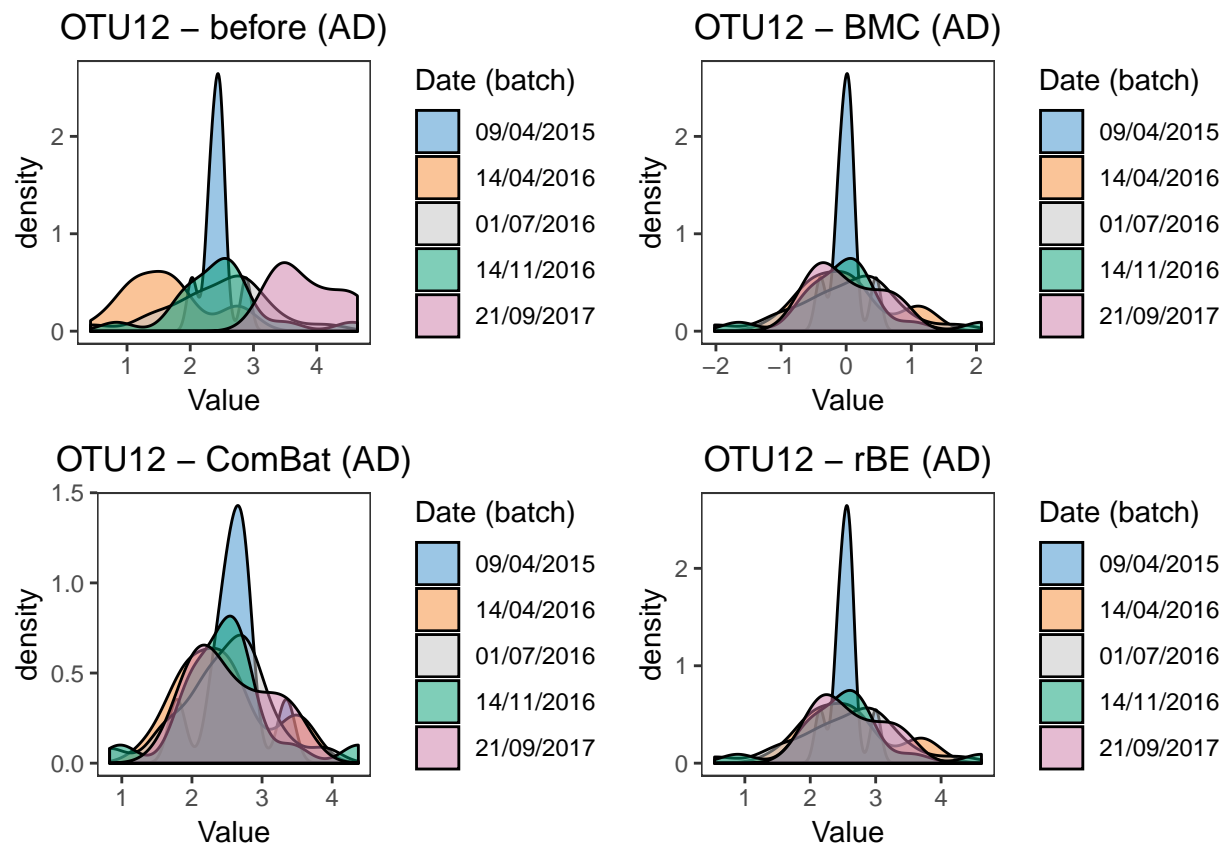 OTU12 – before (AD)
density
2
1
0
1 2 3 4
Value
Date (batch)
09/04/2015
14/04/2016
01/07/2016
14/11/2016
21/09/2017
OTU12 – BMC (AD)
density
2
1
0
−2 −1 0 1 2
Value
Date (batch)
09/04/2015
14/04/2016
01/07/2016
14/11/2016
21/09/2017
OTU12 – ComBat (AD)
density
1.5
1.0
0.5
0.0
1 2 3 4
Value
Date (batch)
09/04/2015
14/04/2016
01/07/2016
14/11/2016
21/09/2017
OTU12 – rBE (AD)
density
2
1
0
1 2 3 4
Value
Date (batch)
09/04/2015
14/04/2016
01/07/2016
14/11/2016
21/09/2017